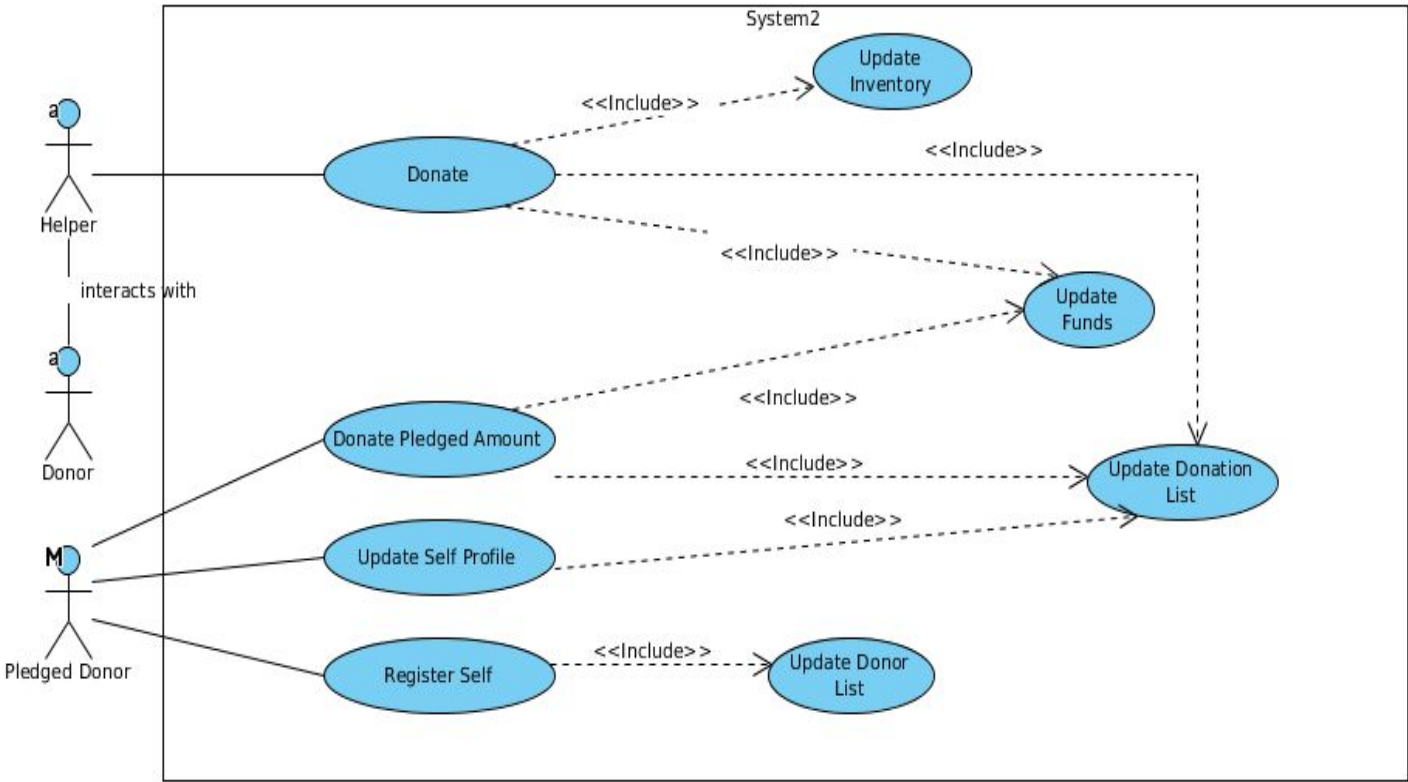 System2
Update
Inventory
<<Include>>
a
<<Include>>
Donate
Helper
<<Include>>
interacts with
Update
Funds
a
<<Include>>
Donate Pledged Amount
Donor
<<Include>>
Update Donation
List
<<Include>>
M
Update Self Profile
<<Include>>
Pledged Donor
Register Self
Update Donor
List